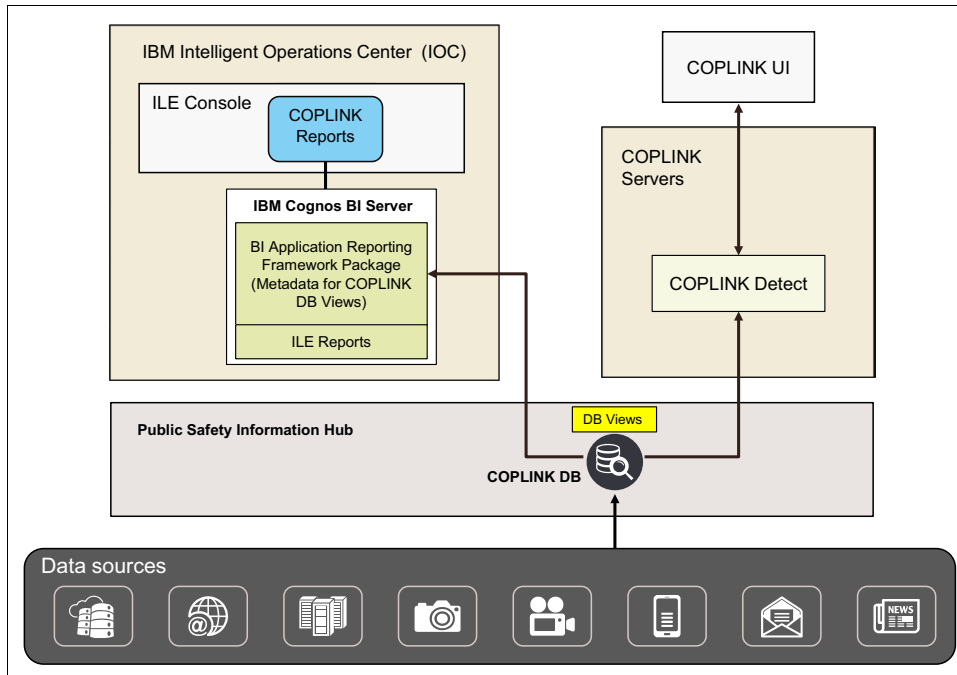 IBM Intelligent Operations Center (IOC)
ILE Console
COPLINK
Reports
IBM Cognos BI Server
BI Application Reporting
Framework Package
(Metadata for COPLINK
DB Views)
ILE Reports
COPLINK UI
COPLINK
Servers
COPLINK Detect
Public Safety Information Hub
DB Views
COPLINK DB
Data sources
@
NEWS